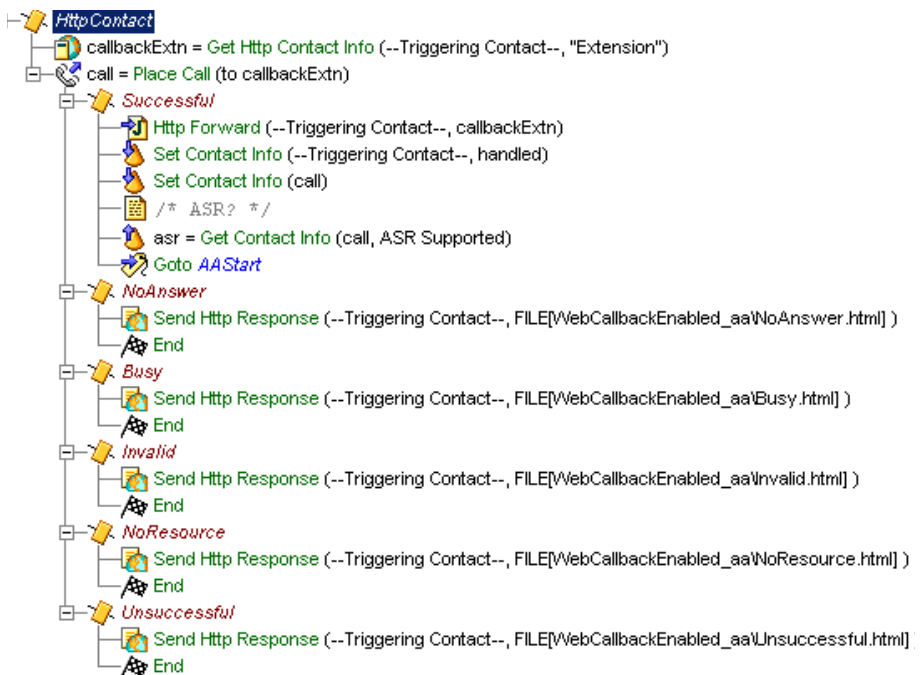 HttpContact
callbackExtn = Get Http Contact Info (--Triggering Contact--, "Extension")
call = Place Call (to callbackExtn)
Successful
Http Forward (--Triggering Contact--, callbackExtn)
Set Contact Info (--Triggering Contact--, handled)
Set Contact Info (call)
/* ASR? */
asr = Get Contact Info (call, ASR Supported)
Goto AAStart
NoAnswer
Send Http Response (--Triggering Contact--, FILE[WebCallbackEnabled_aa\NoAnswer.html] )
End
Busy
Send Http Response (--Triggering Contact--, FILE[WebCallbackEnabled_aa\Busy.html] )
End
Invalid
Send Http Response (--Triggering Contact--, FILE[WebCallbackEnabled_aa\Invalid.html] )
End
NoResource
Send Http Response (--Triggering Contact--, FILE[WebCallbackEnabled_aa\NoResource.html] )
End
Unsuccessful
Send Http Response (--Triggering Contact--, FILE[WebCallbackEnabled_aa\Unsuccessful.html] )
End